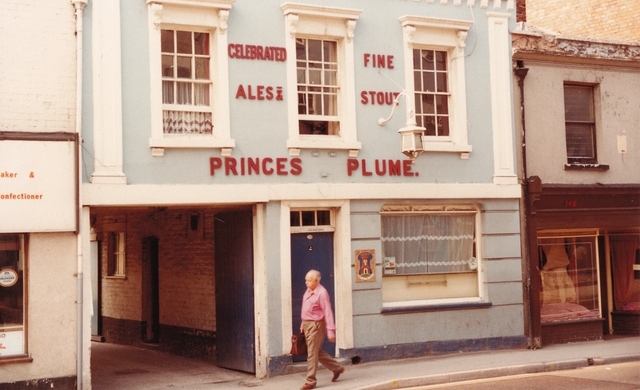 CELEBRATED FINE
ALES & STOUT
PRINCES PLUME.
aker &
onfectioner